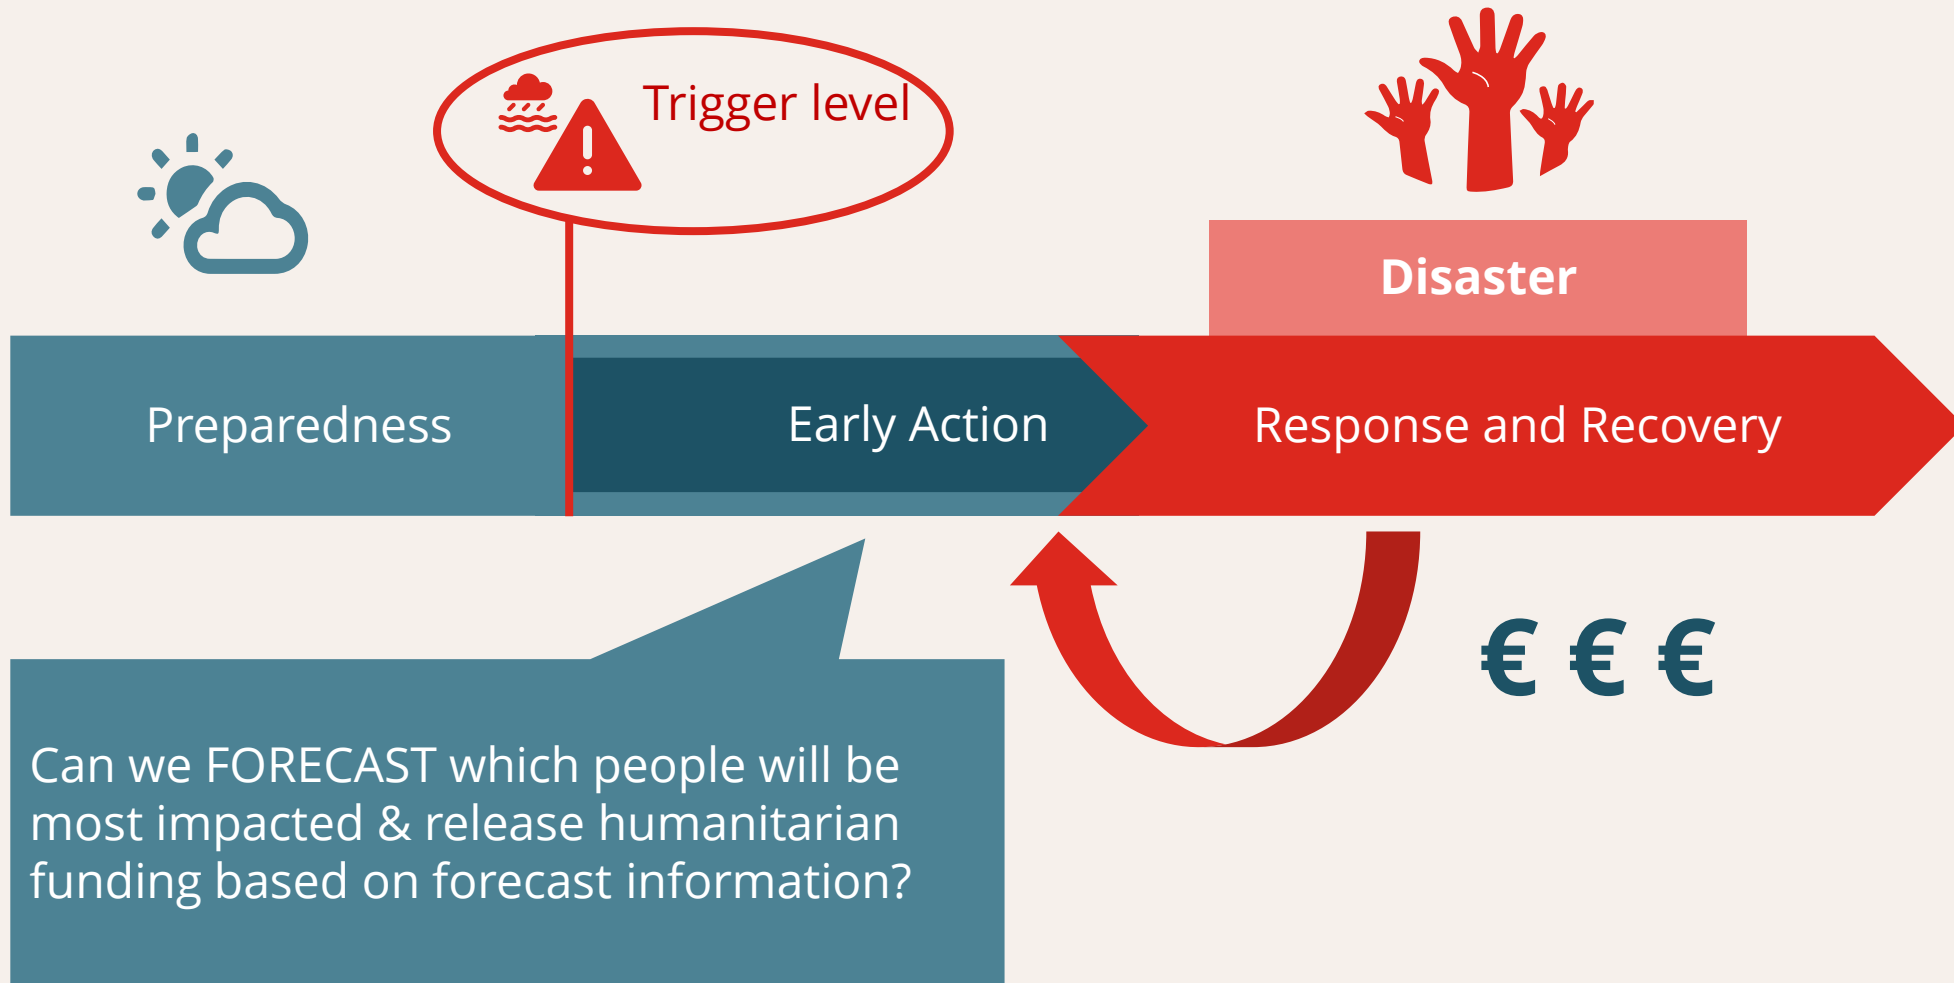 Trigger level
Disaster
Preparedness
Early Action
Response and Recovery
€ € €
Can we FORECAST which people will be
most impacted & release humanitarian
funding based on forecast information?